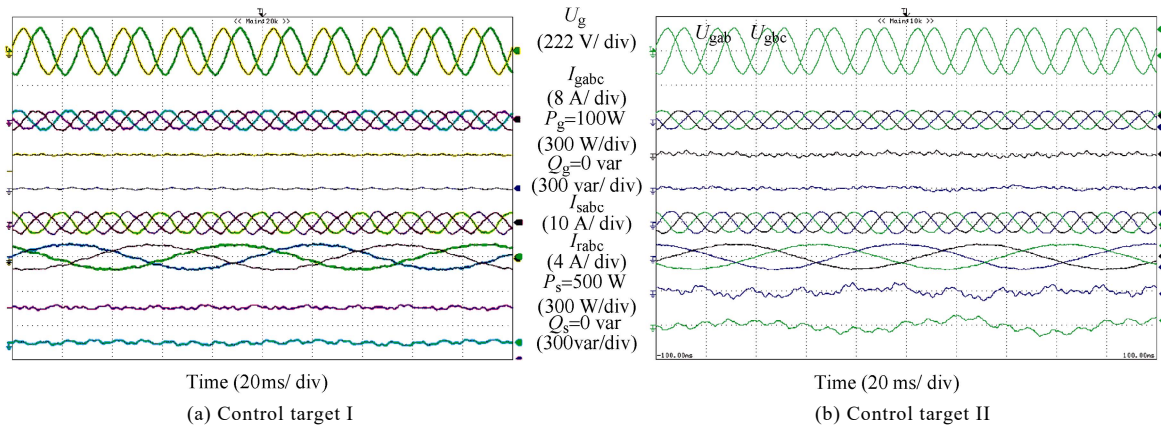 << Main:20k >>
<< Main:10k >>
Ug
(222 V/ div)
Ugab Ugbc
Igabc
(8 A/ div)
Pg=100W
(300 W/div)
Qg=0 var
(300 var/ div)
Isabc
(10 A/ div)
Irabc
(4 A/ div)
Ps=500 W
(300 W/div)
Qs=0 var
(300var/div)
-100.00ms 100.00ms
Time (20ms/ div)
Time (20 ms/ div)
(a) Control target I
(b) Control target II